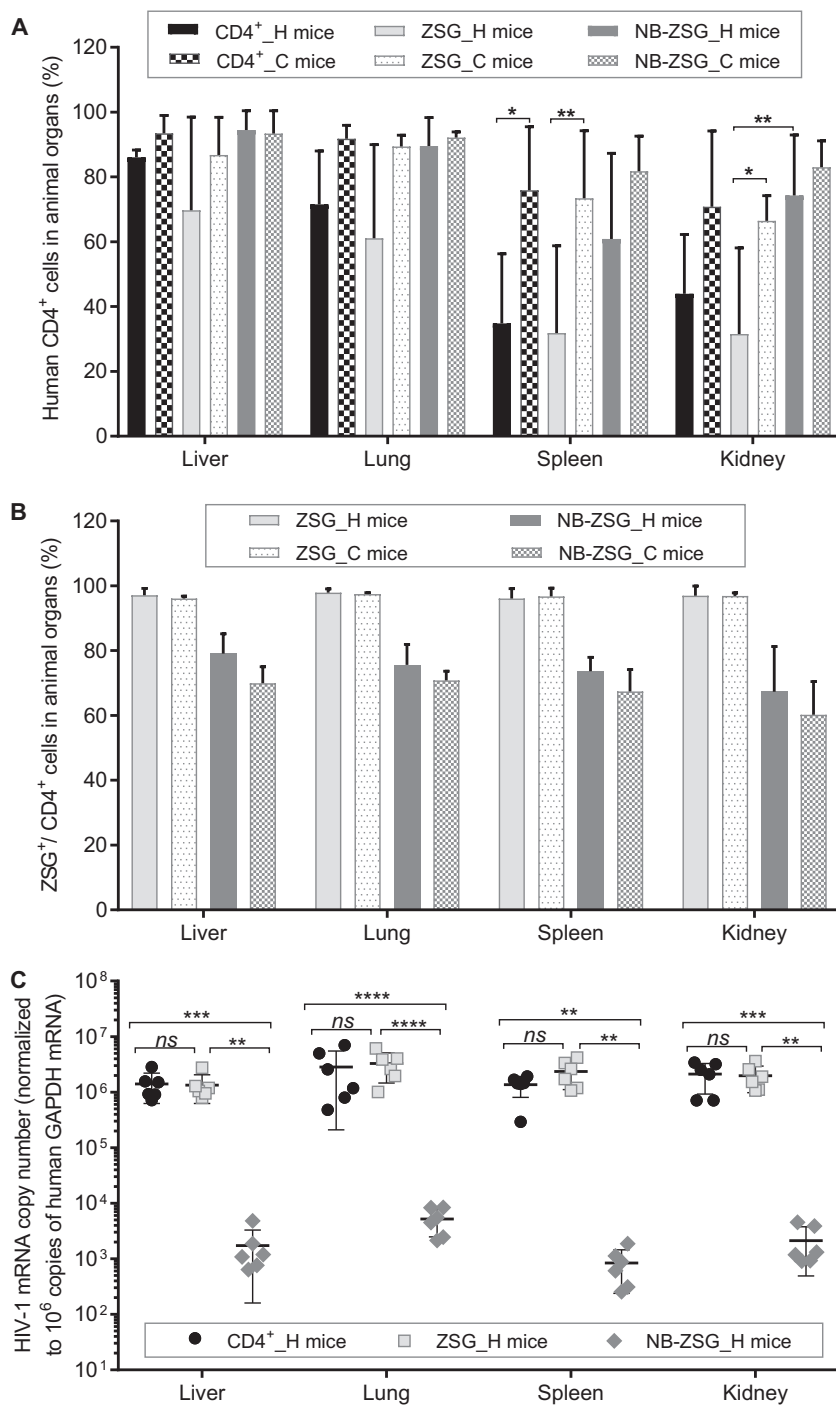 A
CD4⁺_H mice ZSG_H mice NB-ZSG_H mice
CD4⁺_C mice ZSG_C mice NB-ZSG_C mice
Human CD4⁺ cells in animal organs (%)
120
100
80
60
40
20
0
* ** * **
Liver Lung Spleen Kidney
B
ZSG_H mice NB-ZSG_H mice
ZSG_C mice NB-ZSG_C mice
ZSG⁺/ CD4⁺ cells in animal organs (%)
120
100
80
60
40
20
0
Liver Lung Spleen Kidney
C
HIV-1 mRNA copy number (normalized
to 10⁶ copies of human GAPDH mRNA)
10⁸
10⁷
10⁶
10⁵
10⁴
10³
10²
10¹
*** **** ** ***
ns ** ns **** ns ** ns **
CD4⁺_H mice ZSG_H mice NB-ZSG_H mice
Liver Lung Spleen Kidney